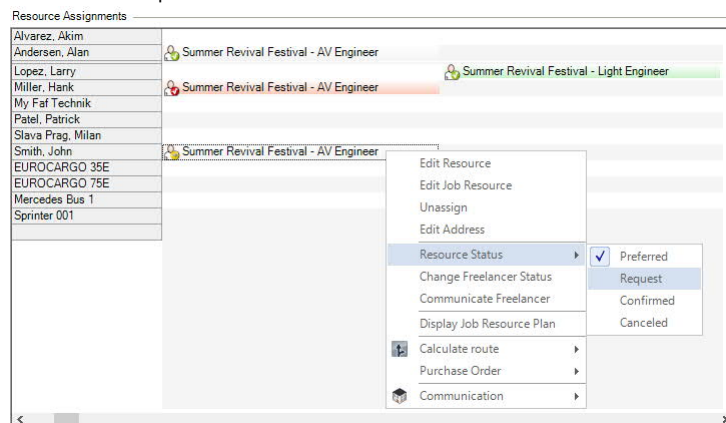 Resource Assignments
Alvarez, Akim
Andersen, Alan
Summer Revival Festival - AV Engineer
Lopez, Larry
Summer Revival Festival - Light Engineer
Miller, Hank
Summer Revival Festival - AV Engineer
My Faf Technik
Patel, Patrick
Slava Prag, Milan
Smith, John
Summer Revival Festival - AV Engineer
EUROCARGO 35E
EUROCARGO 75E
Mercedes Bus 1
Sprinter 001
Edit Resource
Edit Job Resource
Unassign
Edit Address
Resource Status
Change Freelancer Status
Communicate Freelancer
Display Job Resource Plan
Calculate route
Purchase Order
Communication
Preferred
Request
Confirmed
Canceled